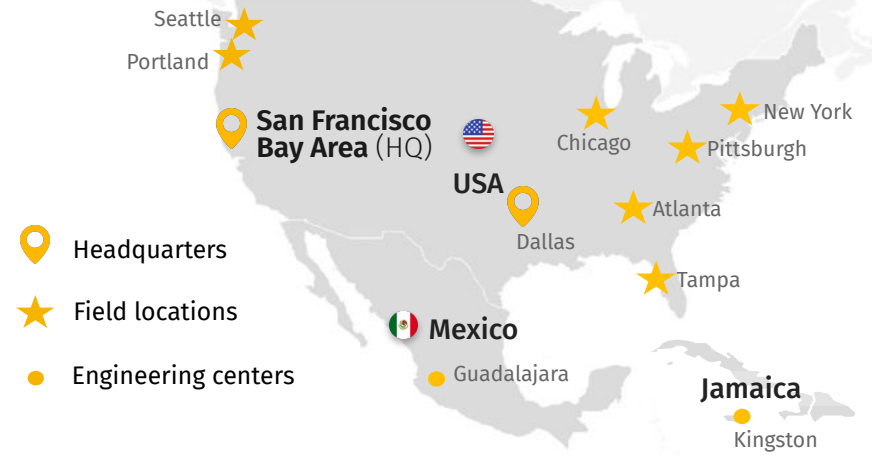 Seattle
Portland
San Francisco
Bay Area (HQ)
USA
Dallas
Chicago
New York
Pittsburgh
Atlanta
Tampa
Headquarters
Field locations
Engineering centers
Mexico
Guadalajara
Jamaica
Kingston